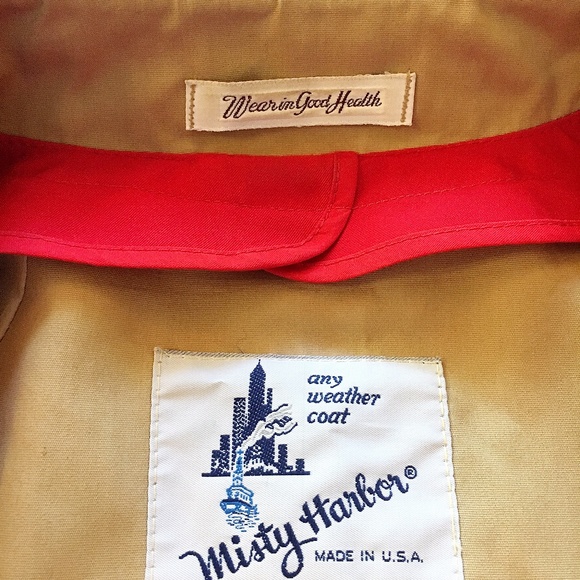 Wear in Good Health
any
weather
coat
Misty Harbor®
MADE IN U.S.A.